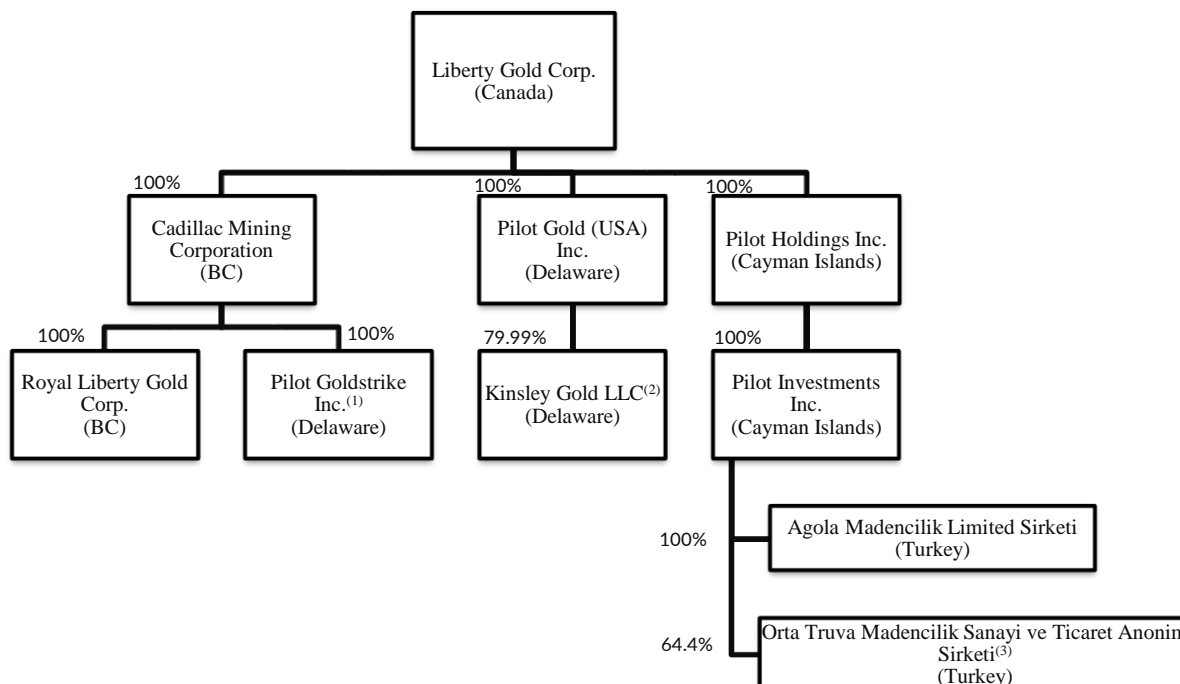 Liberty Gold Corp.
(Canada)
100%
100%
100%
Cadillac Mining
Corporation
(BC)
Pilot Gold (USA)
Inc.
(Delaware)
Pilot Holdings Inc.
(Cayman Islands)
100%
100%
79.99%
100%
Royal Liberty Gold
Corp.
(BC)
Pilot Goldstrike
Inc.(1)
(Delaware)
Kinsley Gold LLC(2)
(Delaware)
Pilot Investments
Inc.
(Cayman Islands)
100%
Agola Madencilik Limited Sirketi
(Turkey)
64.4%
Orta Truva Madencilik Sanayi ve Ticaret Anonim
Sirketi(3)
(Turkey)